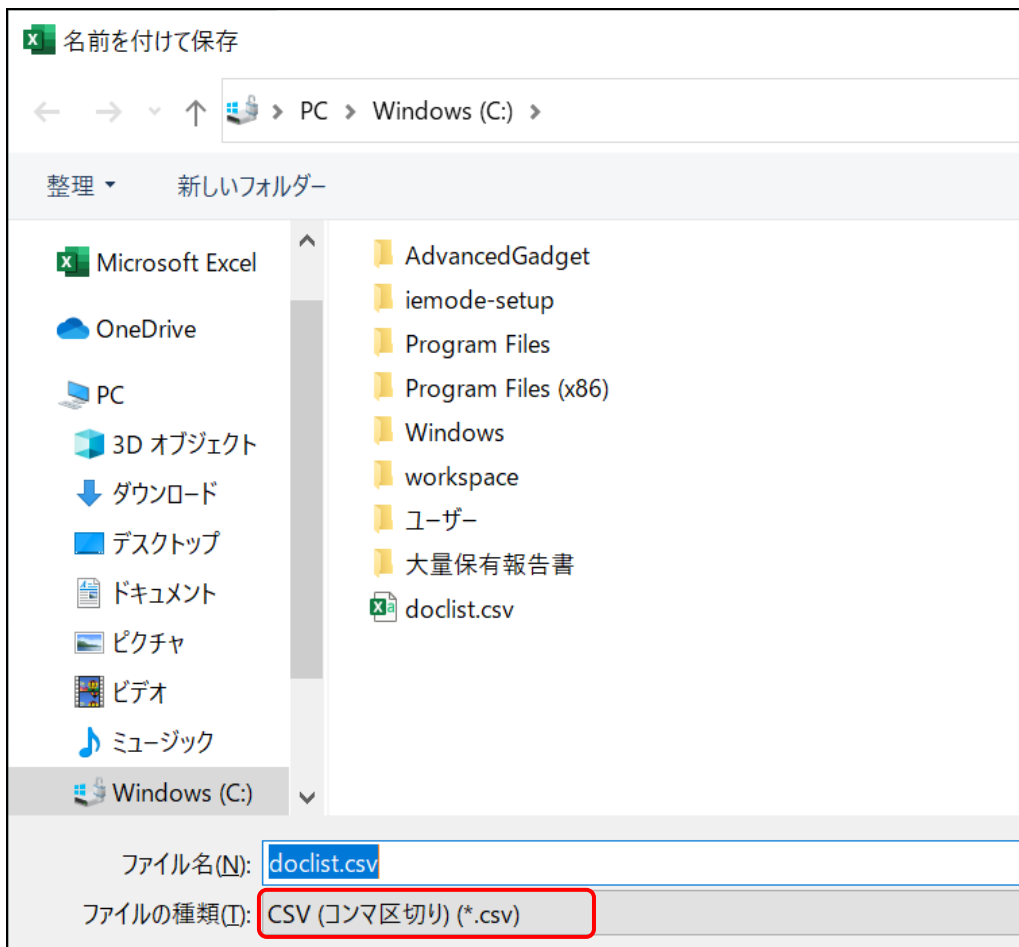 名前を付けて保存
PC
Windows (C:)
整理
新しいフォルダー
Microsoft Excel
OneDrive
PC
3D オブジェクト
ダウンロード
デスクトップ
ドキュメント
ピクチャ
ビデオ
ミュージック
Windows (C:)
AdvancedGadget
iemode-setup
Program Files
Program Files (x86)
Windows
workspace
ユーザー
大量保有報告書
doclist.csv
ファイル名(N): doclist.csv
ファイルの種類(T): CSV (コンマ区切り) (*.csv)